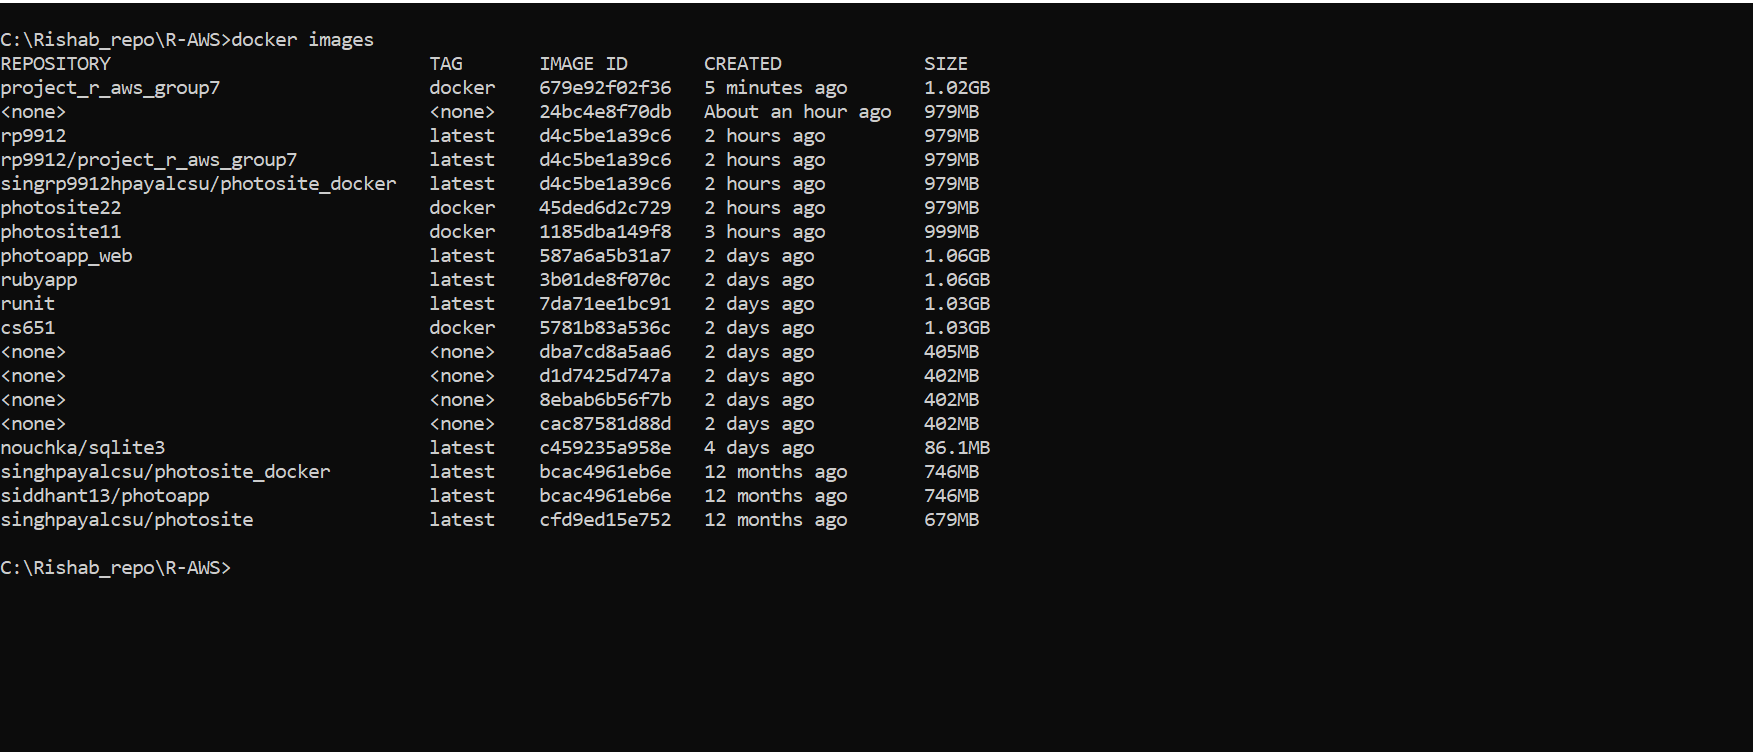 C:\Rishab_repo\R-AWS>docker images
REPOSITORY TAG IMAGE ID CREATED SIZE
project_r_aws_group7 docker 679e92f02f36 5 minutes ago 1.02GB
<none> <none> 24bc4e8f70db About an hour ago 979MB
rp9912 latest d4c5be1a39c6 2 hours ago 979MB
rp9912/project_r_aws_group7 latest d4c5be1a39c6 2 hours ago 979MB
singrp9912hpayalcsu/photosite_docker latest d4c5be1a39c6 2 hours ago 979MB
photosite22 docker 45ded6d2c729 2 hours ago 979MB
photosite11 docker 1185dba149f8 3 hours ago 999MB
photoapp_web latest 587a6a5b31a7 2 days ago 1.06GB
rubyapp latest 3b01de8f070c 2 days ago 1.06GB
runit latest 7da71ee1bc91 2 days ago 1.03GB
cs651 docker 5781b83a536c 2 days ago 1.03GB
<none> <none> dba7cd8a5aa6 2 days ago 405MB
<none> <none> d1d7425d747a 2 days ago 402MB
<none> <none> 8ebab6b56f7b 2 days ago 402MB
<none> <none> cac87581d88d 2 days ago 402MB
nouchka/sqlite3 latest c459235a958e 4 days ago 86.1MB
singhpayalcsu/photosite_docker latest bcac4961eb6e 12 months ago 746MB
siddhant13/photoapp latest bcac4961eb6e 12 months ago 746MB
singhpayalcsu/photosite latest cfd9ed15e752 12 months ago 679MB
C:\Rishab_repo\R-AWS>